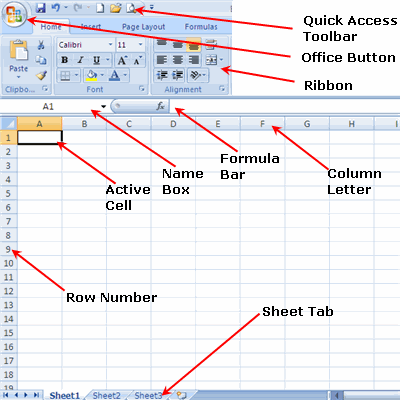 Quick Access
Toolbar
Home Insert Page Layout Formulas
Office Button
Paste
Calibri 11
B I U
Ribbon
Clipboard Font Alignment
A1 fx
A B C D E F G H I
1
2
3
Name
Box
Formula
Bar
Column
Letter
4
Active
Cell
5
6
7
8
9
10
11
12
Row Number
13
Sheet Tab
14
15
16
17
18
19
Sheet1 Sheet2 Sheet3